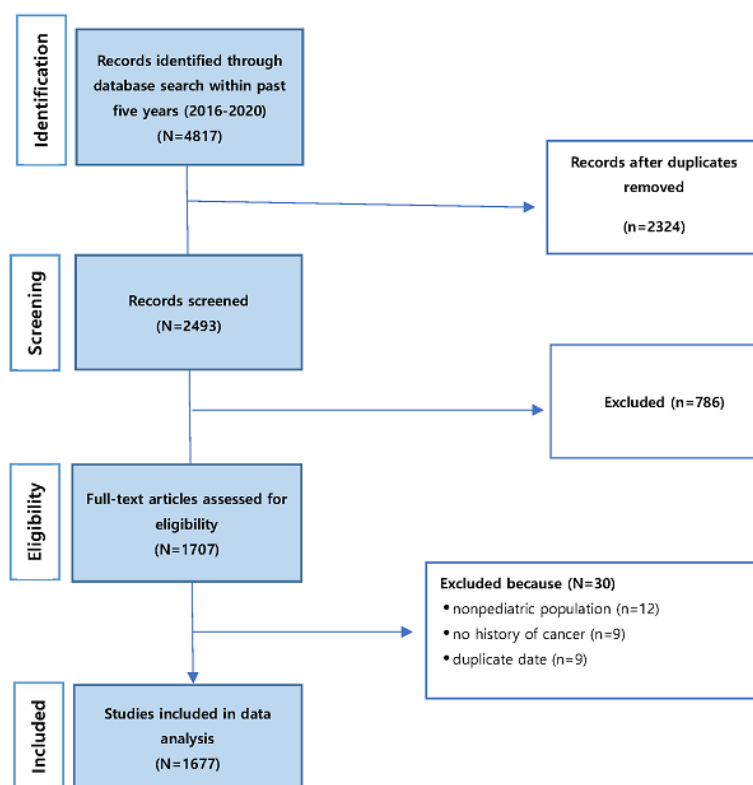 Identification
Records identified through
database search within past
five years (2016-2020)
(N=4817)
Records after duplicates
removed
(n=2324)
Screening
Records screened
(N=2493)
Excluded (n=786)
Eligibility
Full-text articles assessed for
eligibility
(N=1707)
Excluded because (N=30)
• nonpediatric population (n=12)
• no history of cancer (n=9)
• duplicate date (n=9)
Included
Studies included in data
analysis
(N=1677)